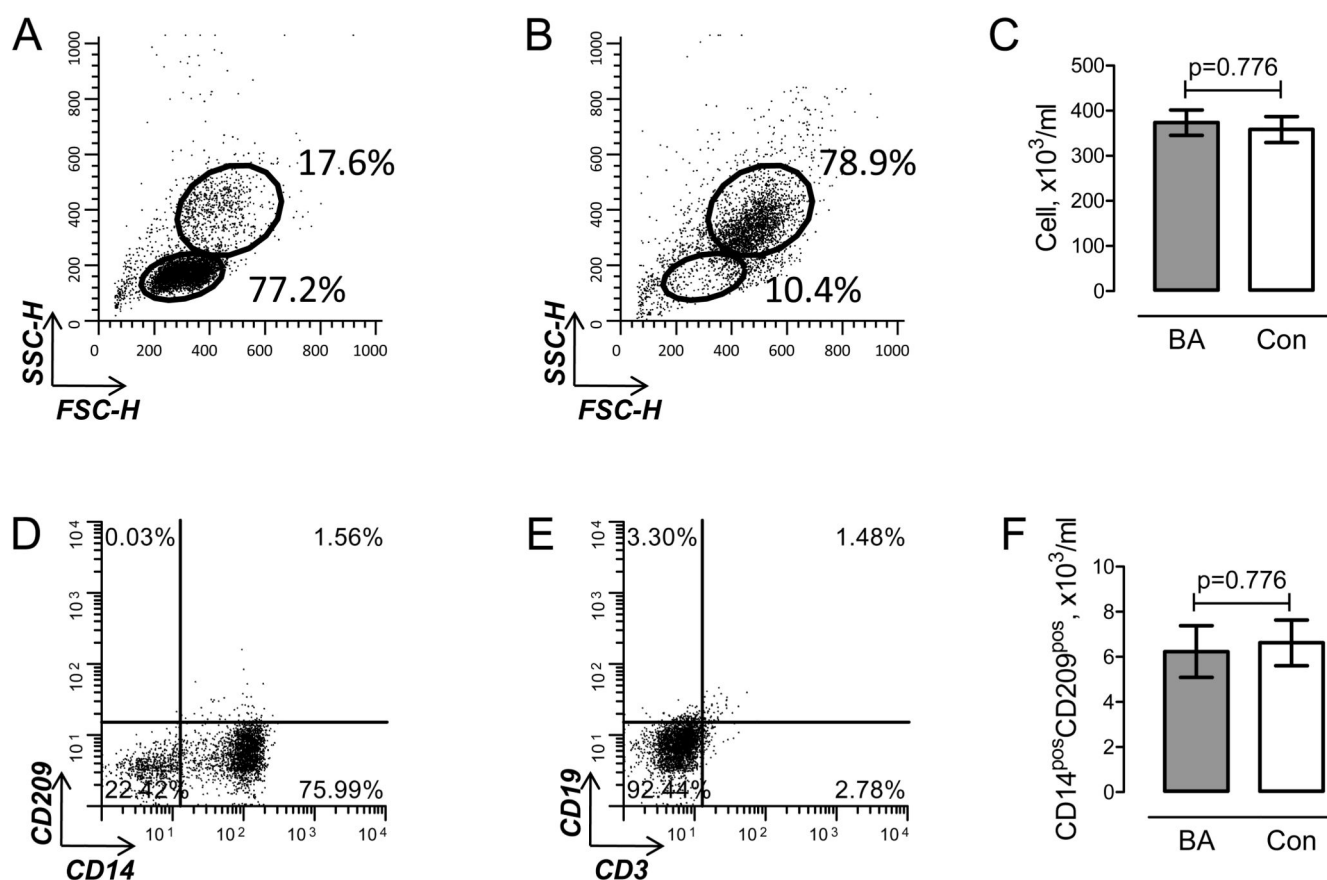 A
1000
800
600
400
200
0
17.6%
77.2%
0 200 400 600 800 1000
SSC-H
FSC-H
B
1000
800
600
400
200
0
78.9%
10.4%
0 200 400 600 800 1000
SSC-H
FSC-H
C
500
400
300
200
100
0
Cell, x10³/ml
p=0.776
BA Con
D
10⁴
10³
10²
10¹
0.03% 1.56%
22.42% 75.99%
10¹ 10² 10³ 10⁴
CD209
CD14
E
10⁴
10³
10²
10¹
3.30% 1.48%
92.44% 2.78%
10¹ 10² 10³ 10⁴
CD19
CD3
F
10
8
6
4
2
0
CD14ᵖᵒˢCD209ᵖᵒˢ, x10³/ml
p=0.776
BA Con